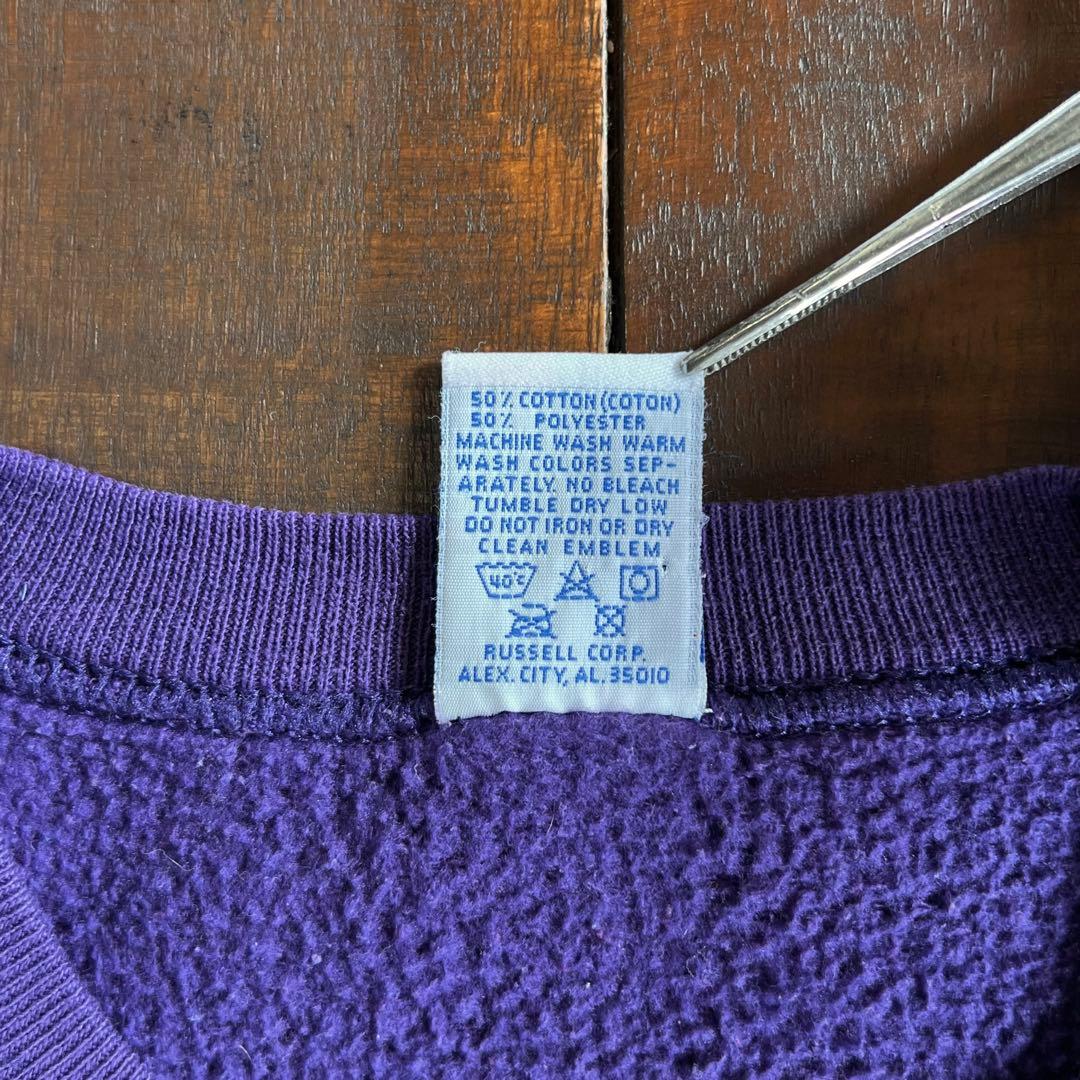 50% COTTON (COTON)
50% POLYESTER
MACHINE WASH WARM
WASH COLORS SEP-
ARATELY NO BLEACH
TUMBLE DRY LOW
DO NOT IRON OR DRY
CLEAN EMBLEM
40°C
RUSSELL CORP.
ALEX. CITY, AL. 35010